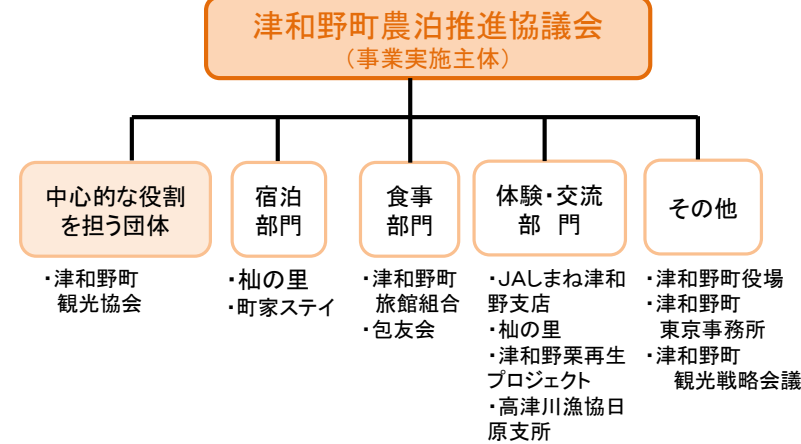 津和野町農泊推進協議会
（事業実施主体）
中心的な役割
を担う団体
宿泊
部門
食事
部門
体験・交流
部　門
その他
・津和野町
観光協会
・杣の里
・町家ステイ
・津和野町
旅館組合
・包友会
・JAしまね津和
野支店
・杣の里
・津和野栗再生
プロジェクト
・高津川漁協日
原支所
・津和野町役場
・津和野町
東京事務所
・津和野町
観光戦略会議